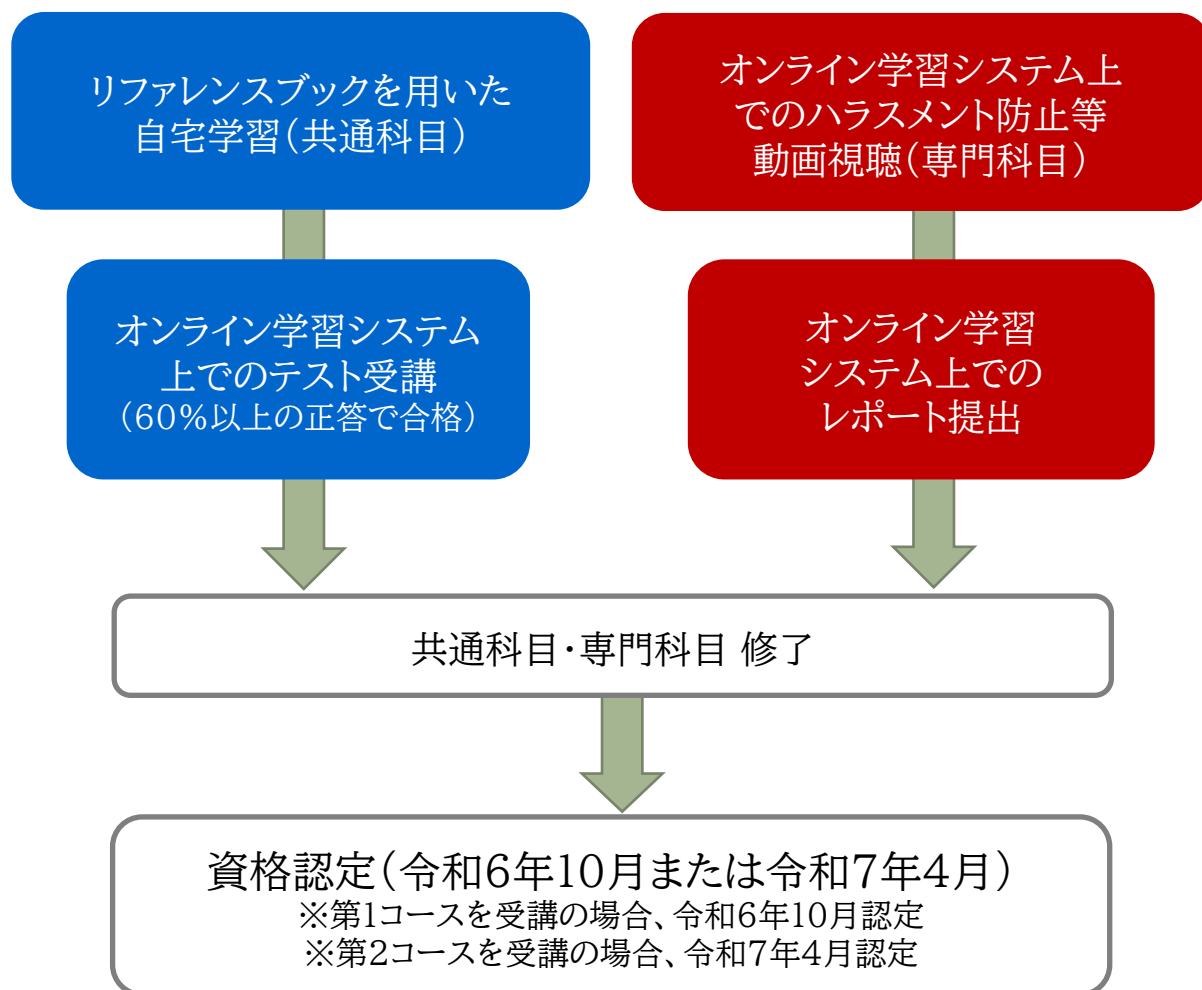 リファレンスブックを用いた
自宅学習(共通科目)
オンライン学習システム上
でのハラスメント防止等
動画視聴(専門科目)
オンライン学習システム
上でのテスト受講
(60%以上の正答で合格)
オンライン学習
システム上での
レポート提出
共通科目・専門科目 修了
資格認定(令和6年10月または令和7年4月)
※第1コースを受講の場合、令和6年10月認定
※第2コースを受講の場合、令和7年4月認定